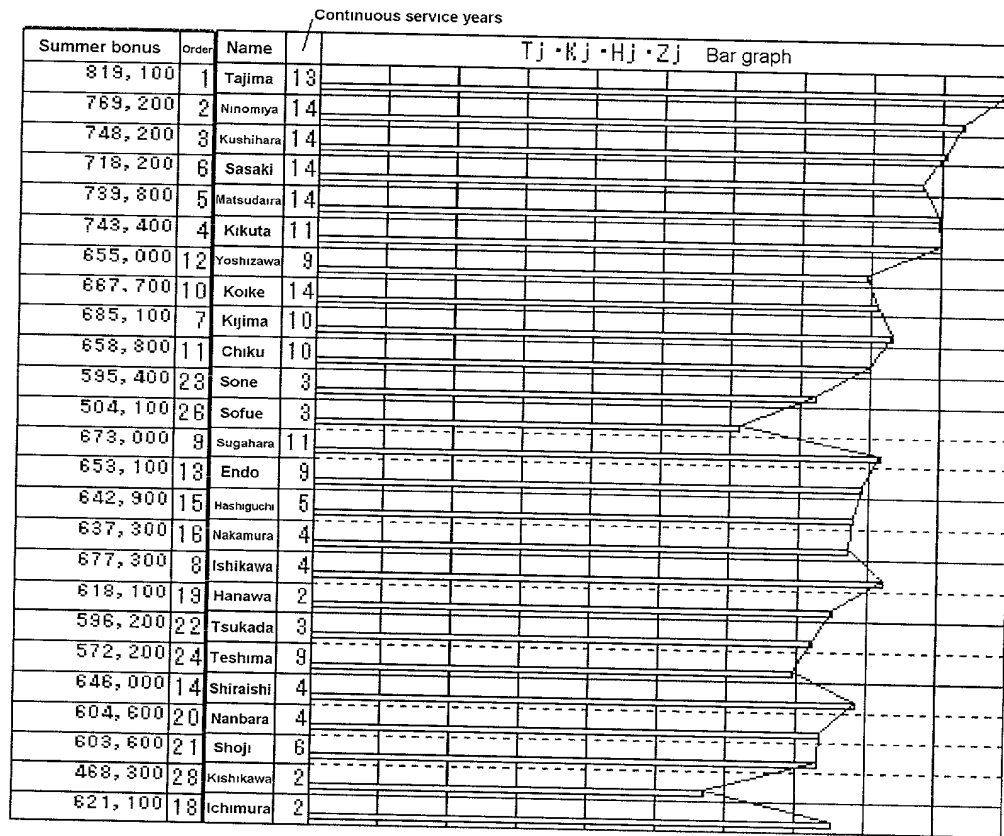 Continuous service years
Summer bonus Order Name Tj・Kj・Hj・Zj Bar graph
819,100 1 Tajima 13
769,200 2 Ninomiya 14
748,200 3 Kushihara 14
718,200 6 Sasaki 14
739,800 5 Matsudaira 14
743,400 4 Kikuta 11
655,000 12 Yoshizawa 9
667,700 10 Koike 14
685,100 7 Kijima 10
658,800 11 Chiku 10
595,400 23 Sone 3
504,100 26 Sofue 3
673,000 9 Sugahara 11
653,100 13 Endo 9
642,900 15 Hashiguchi 5
637,300 16 Nakamura 4
677,300 8 Ishikawa 4
618,100 19 Hanawa 2
596,200 22 Tsukada 3
572,200 24 Teshima 9
646,000 14 Shiraishi 4
604,600 20 Nanbara 4
603,600 21 Shoji 6
468,300 28 Kishikawa 2
621,100 18 Ichimura 2